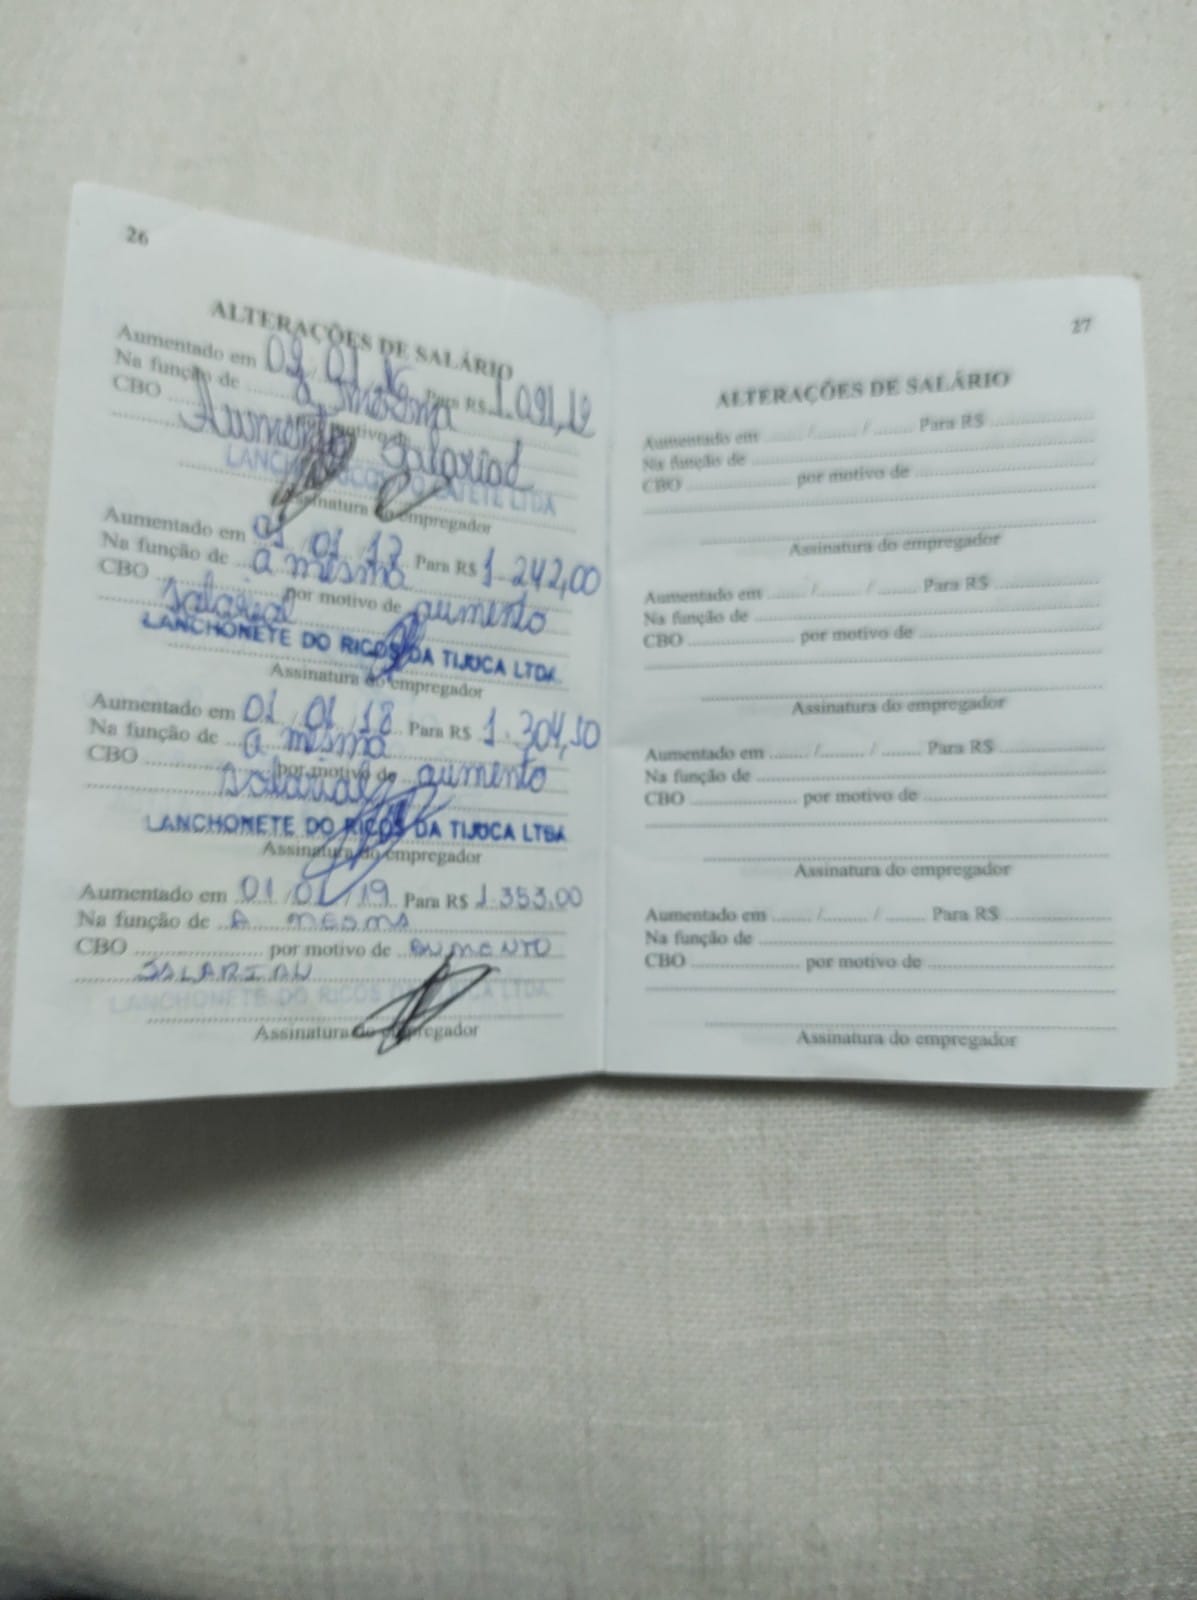 26
ALTERAÇÕES DE SALÁRIO
Aumentado em 01 / 01 / 16 Para R$ 1.091,12
Na função de a mesma
CBO por motivo de
Aumento Salarial
LANCHONETE LTDA
Assinatura do empregador
Aumentado em 01 / 01 / 17 Para R$ 1.242,00
Na função de a mesma
CBO por motivo de aumento
salarial
LANCHONETE DO RICOS DA TIJUCA LTDA.
Assinatura do empregador
Aumentado em 01 / 01 / 18 Para R$ 1.304,10
Na função de a mesma
CBO por motivo de aumento
salarial
LANCHONETE DO RICOS DA TIJUCA LTDA
Assinatura do empregador
Aumentado em 01 / 01 / 19 Para R$ 1.353,00
Na função de A MESMA
CBO por motivo de AUMENTO
SALARIAL
LANCHONETE DO RICOS DA TIJUCA LTDA
Assinatura do empregador
27
ALTERAÇÕES DE SALÁRIO
Aumentado em / / Para R$
Na função de
CBO por motivo de
Assinatura do empregador
Aumentado em / / Para R$
Na função de
CBO por motivo de
Assinatura do empregador
Aumentado em / / Para R$
Na função de
CBO por motivo de
Assinatura do empregador
Aumentado em / / Para R$
Na função de
CBO por motivo de
Assinatura do empregador